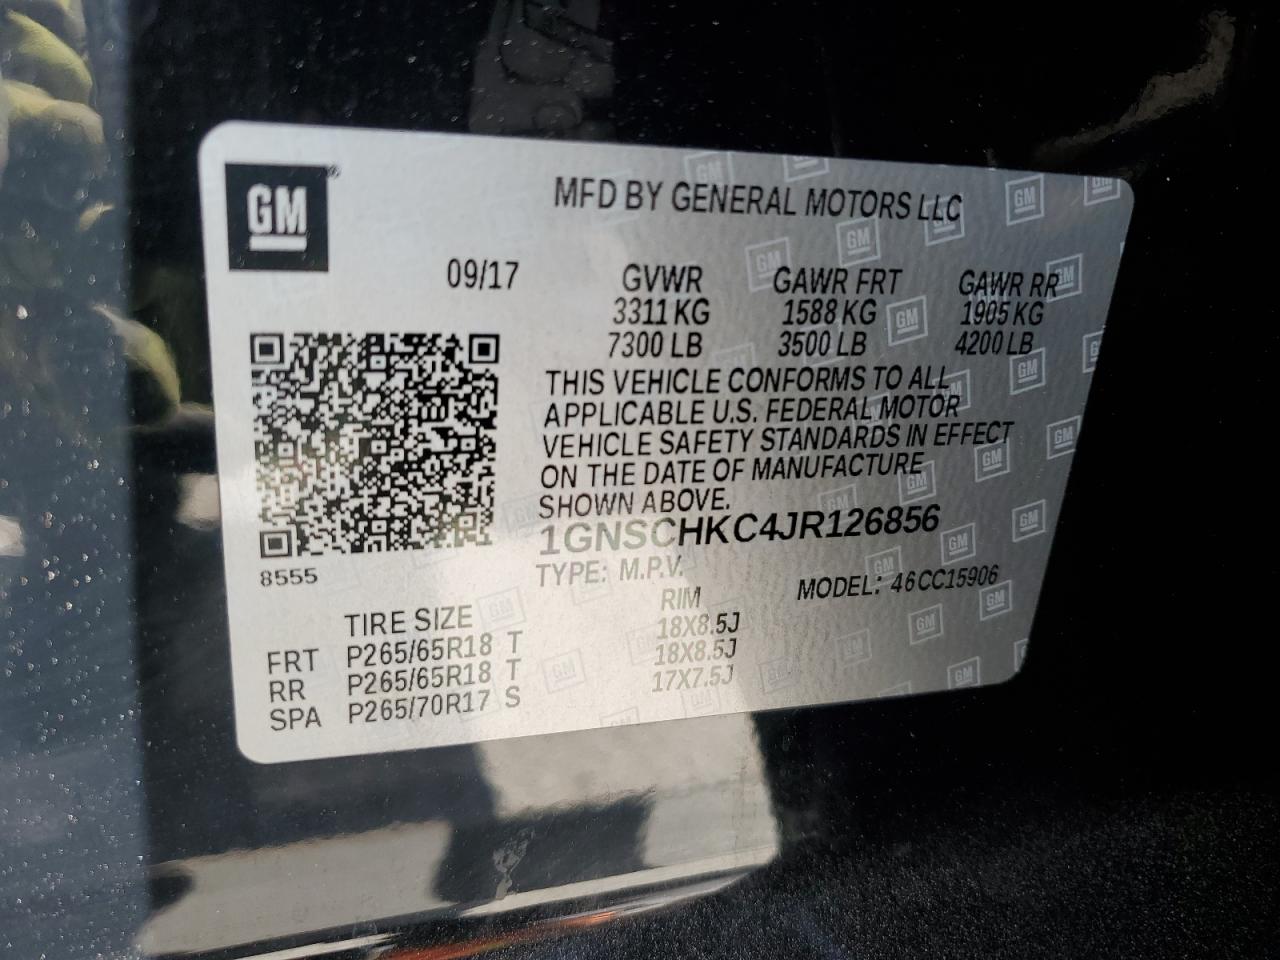 GM
MFD BY GENERAL MOTORS LLC
09/17 GVWR GAWR FRT GAWR RR
3311 KG 1588 KG 1905 KG
7300 LB 3500 LB 4200 LB
THIS VEHICLE CONFORMS TO ALL
APPLICABLE U.S. FEDERAL MOTOR
VEHICLE SAFETY STANDARDS IN EFFECT
ON THE DATE OF MANUFACTURE
SHOWN ABOVE.
1GNSCHKC4JR126856
8555
TYPE: M.P.V. MODEL: 46CC15906
TIRE SIZE RIM
FRT P265/65R18 T 18X8.5J
RR P265/65R18 T 18X8.5J
SPA P265/70R17 S 17X7.5J